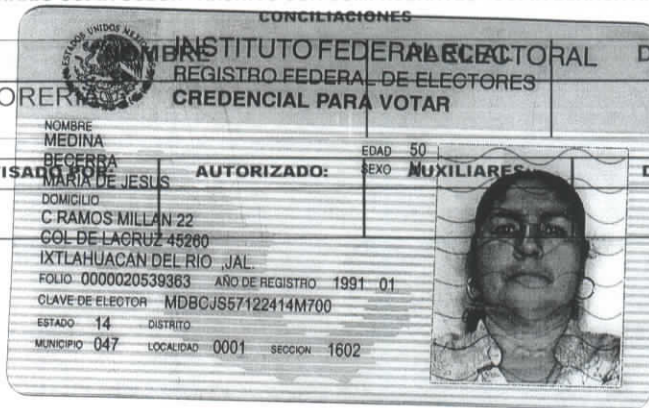 CONCILIACIONES
ESTADOS UNIDOS
INSTITUTO FEDERAL ELECTORAL
REGISTRO FEDERAL DE ELECTORES
CREDENCIAL PARA VOTAR
NOMBRE
MEDINA
BECERRA
MARIA DE JESUS
EDAD 50
SEXO
AUTORIZADO:
AUXILIARES:
DOMICILIO
C RAMOS MILLAN 22
COL DE LACRUZ 45260
IXTLAHUACAN DEL RIO ,JAL.
FOLIO 0000020539363 AÑO DE REGISTRO 1991 01
CLAVE DE ELECTOR MDBCJS57122414M700
ESTADO 14 DISTRITO
MUNICIPIO 047 LOCALIDAD 0001 SECCION 1602